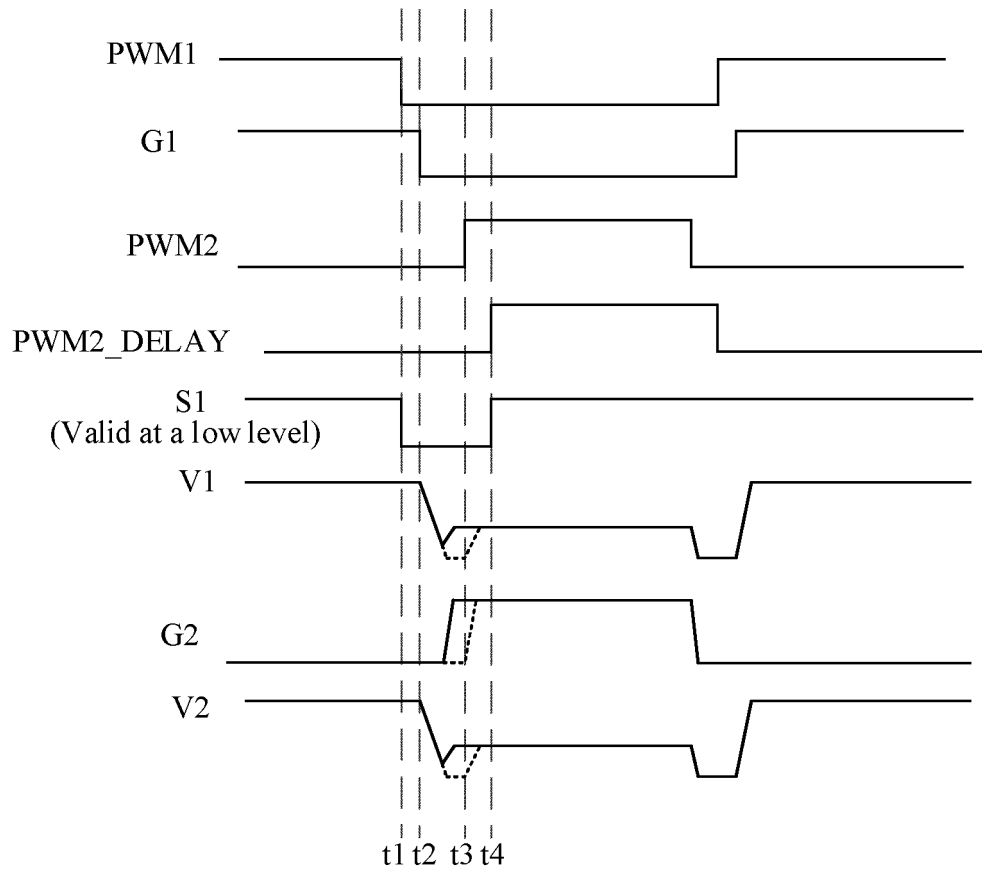 PWM1
G1
PWM2
PWM2_DELAY
S1
(Valid at a low level)
V1
G2
V2
t1 t2 t3 t4